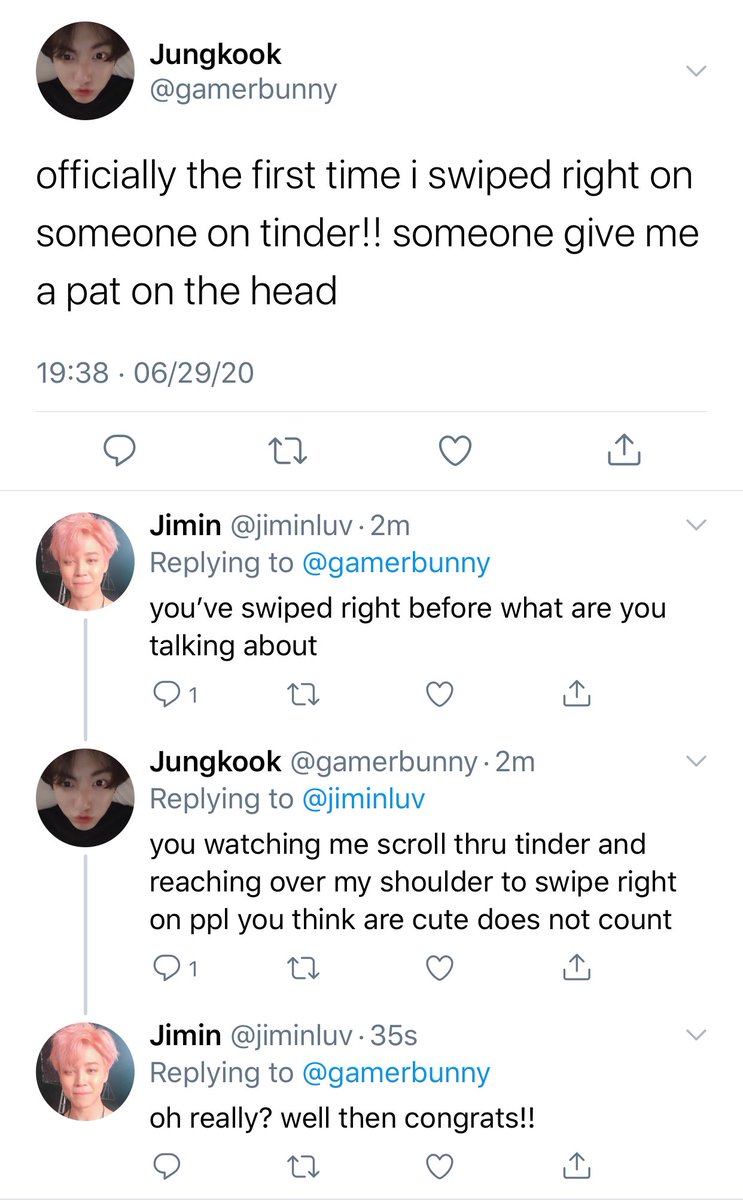 Jungkook
@gamerbunny
officially the first time i swiped right on
someone on tinder!! someone give me
a pat on the head
19:38 · 06/29/20
Jimin @jiminluv · 2m
Replying to @gamerbunny
you’ve swiped right before what are you
talking about
1
Jungkook @gamerbunny · 2m
Replying to @jiminluv
you watching me scroll thru tinder and
reaching over my shoulder to swipe right
on ppl you think are cute does not count
1
Jimin @jiminluv · 35s
Replying to @gamerbunny
oh really? well then congrats!!